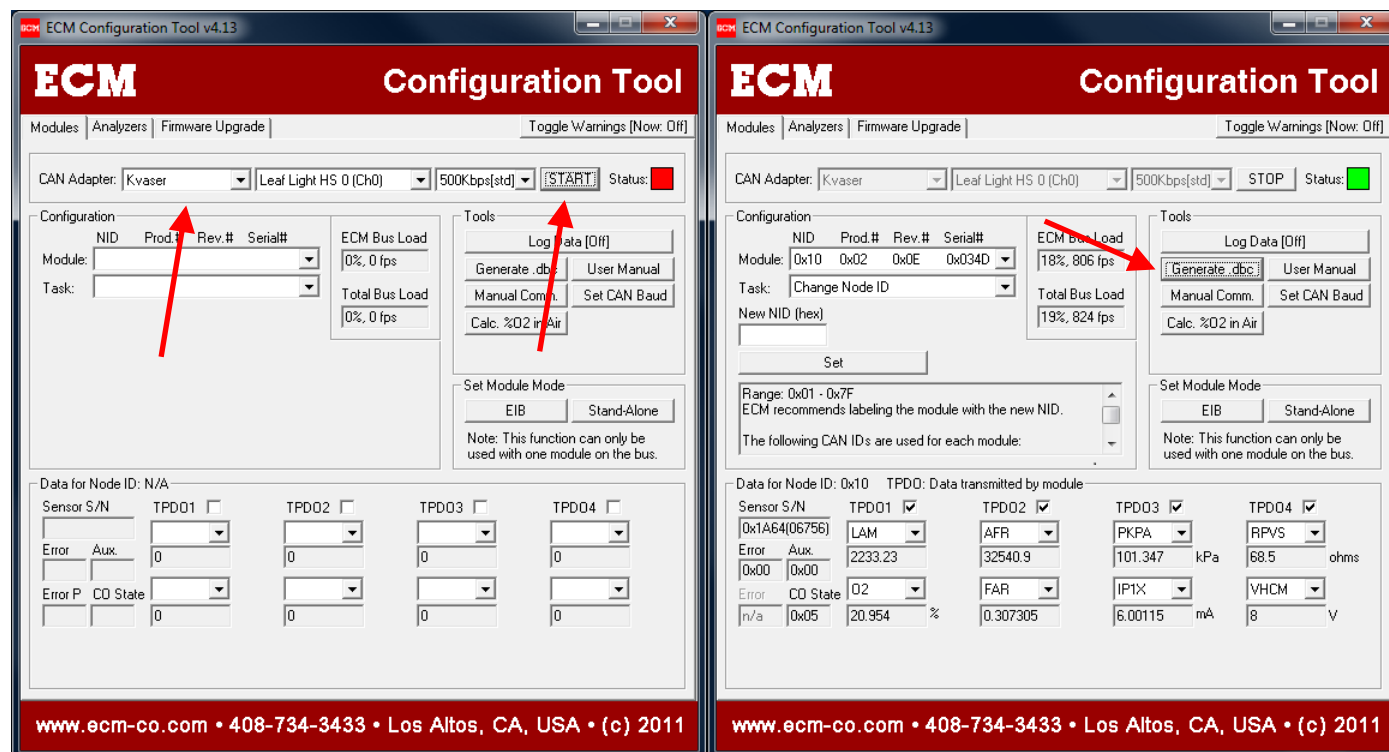 ECM Configuration Tool v4.13
ECM Configuration Tool
Modules Analyzers Firmware Upgrade Toggle Warnings [Now: Off]
CAN Adapter: Kvaser Leaf Light HS 0 (Ch0) 500Kbps[std] START Status:
Configuration
NID Prod.# Rev.# Serial#
Module:
Task:
ECM Bus Load
0%, 0 fps
Total Bus Load
0%, 0 fps
Tools
Log Data [Off]
Generate .dbc User Manual
Manual Comm. Set CAN Baud
Calc. %O2 in Air
Set Module Mode
EIB Stand-Alone
Note: This function can only be
used with one module on the bus.
Data for Node ID: N/A
Sensor S/N TPDO1 TPDO2 TPDO3 TPDO4
Error Aux. 0 0 0 0
Error P CO State
0 0 0 0
www.ecm-co.com • 408-734-3433 • Los Altos, CA, USA • (c) 2011
ECM Configuration Tool v4.13
ECM Configuration Tool
Modules Analyzers Firmware Upgrade Toggle Warnings [Now: Off]
CAN Adapter: Kvaser Leaf Light HS 0 (Ch0) 500Kbps[std] STOP Status:
Configuration
NID Prod.# Rev.# Serial#
Module: 0x10 0x02 0x0E 0x034D
Task: Change Node ID
New NID (hex)
Set
Range: 0x01 - 0x7F
ECM recommends labeling the module with the new NID.
The following CAN IDs are used for each module:
ECM Bus Load
18%, 806 fps
Total Bus Load
19%, 824 fps
Tools
Log Data [Off]
Generate .dbc User Manual
Manual Comm. Set CAN Baud
Calc. %O2 in Air
Set Module Mode
EIB Stand-Alone
Note: This function can only be
used with one module on the bus.
Data for Node ID: 0x10 TPDO: Data transmitted by module
Sensor S/N TPDO1 TPDO2 TPDO3 TPDO4
0x1A64(06756) LAM AFR PKPA RPVS
Error Aux. 2233.23 32540.9 101.347 kPa 68.5 ohms
0x00 0x00
Error CO State O2 FAR IP1X VHCM
n/a 0x05 20.954 % 0.307305 6.00115 mA 8 V
www.ecm-co.com • 408-734-3433 • Los Altos, CA, USA • (c) 2011